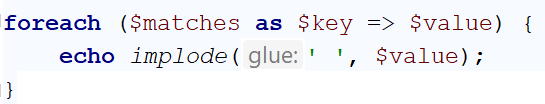 foreach ($matches as $key => $value) {
    echo implode( glue: ' ', $value);
}